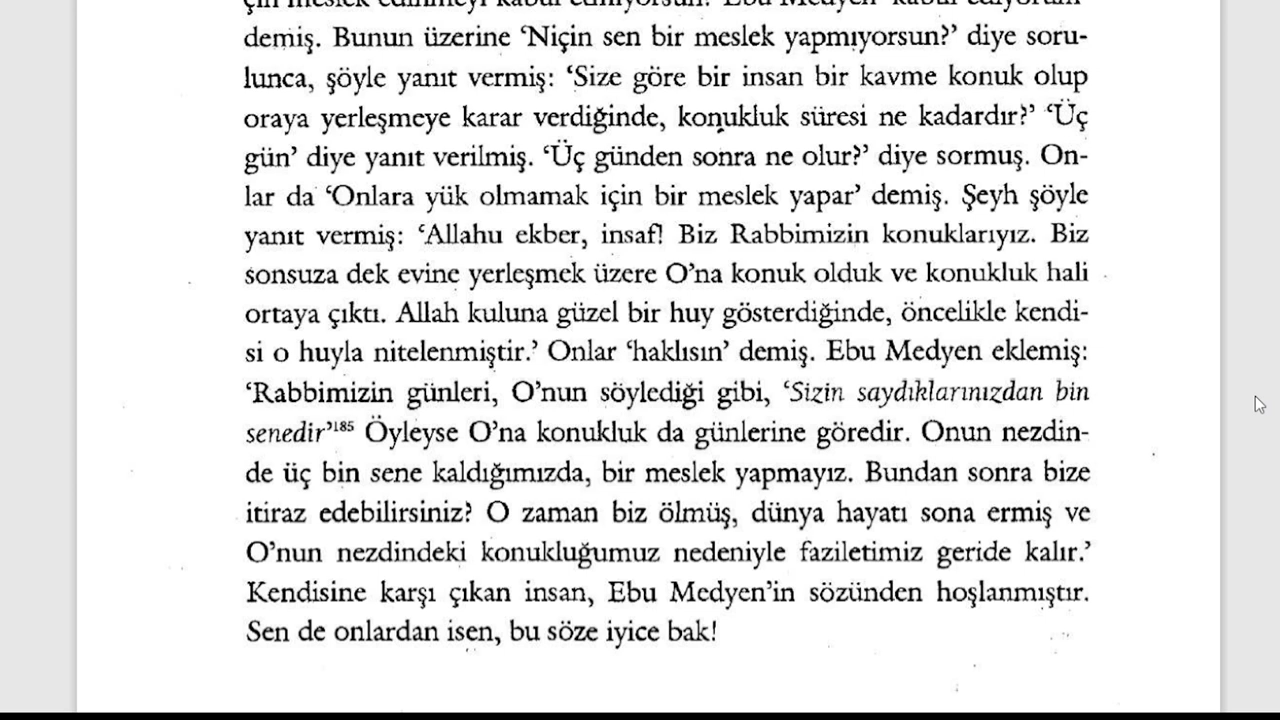 demiş. Bunun üzerine ‘Niçin sen bir meslek yapmıyorsun?’ diye soru-
lunca, şöyle yanıt vermiş: ‘Size göre bir insan bir kavme konuk olup
oraya yerleşmeye karar verdiğinde, konukluk süresi ne kadardır?’ ‘Üç
gün’ diye yanıt verilmiş. ‘Üç günden sonra ne olur?’ diye sormuş. On-
lar da ‘Onlara yük olmamak için bir meslek yapar’ demiş. Şeyh şöyle
yanıt vermiş: ‘Allahu ekber, insaf! Biz Rabbimizin konuklarıyız. Biz
sonsuza dek evine yerleşmek üzere O’na konuk olduk ve konukluk hali
ortaya çıktı. Allah kuluna güzel bir huy gösterdiğinde, öncelikle kendi-
si o huyla nitelenmiştir.’ Onlar ‘haklısın’ demiş. Ebu Medyen eklemiş:
‘Rabbimizin günleri, O’nun söylediği gibi, ‘Sizin saydıklarınızdan bin
senedir’185 Öyleyse O’na konukluk da günlerine göredir. Onun nezdin-
de üç bin sene kaldığımızda, bir meslek yapmayız. Bundan sonra bize
itiraz edebilirsiniz? O zaman biz ölmüş, dünya hayatı sona ermiş ve
O’nun nezdindeki konukluğumuz nedeniyle faziletimiz geride kalır.’
Kendisine karşı çıkan insan, Ebu Medyen’in sözünden hoşlanmıştır.
Sen de onlardan isen, bu söze iyice bak!